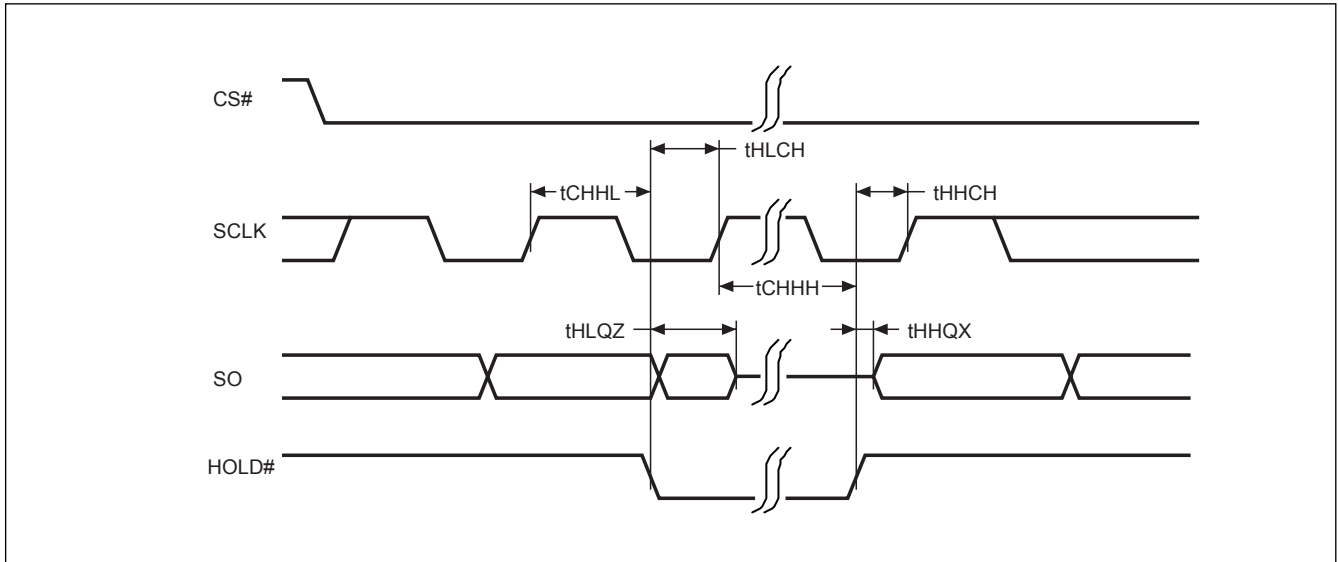 CS#
tHLCH
tCHHL
tHHCH
SCLK
tCHHH
tHLQZ
tHHQX
SO
HOLD#